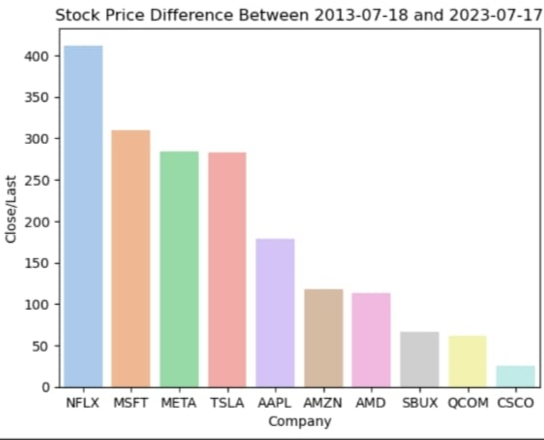 Stock Price Difference Between 2013-07-18 and 2023-07-17
400
350
300
250
200
150
100
50
0
Close/Last
NFLX MSFT META TSLA AAPL AMZN AMD SBUX QCOM CSCO
Company